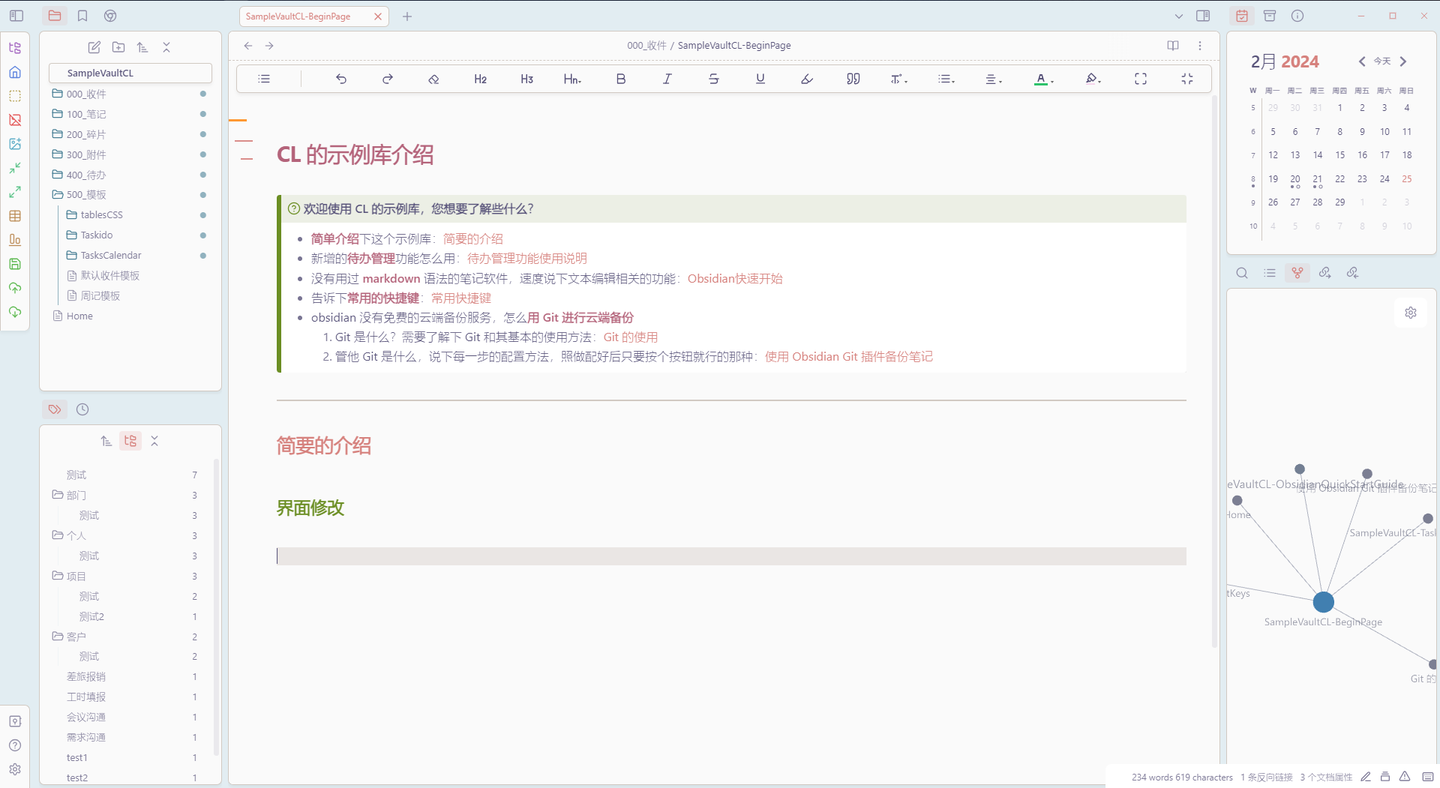 SampleVaultCL-BeginPage
SampleVaultCL
000_收件
100_笔记
200_碎片
300_附件
400_待办
500_模板
tablesCSS
Taskido
TasksCalendar
默认收件模板
周记模板
Home
测试 7
部门 3
测试 3
个人 3
测试 3
项目 3
测试 2
测试2 1
客户 2
测试 2
差旅报销 1
工时填报 1
会议沟通 1
需求沟通 1
test1 1
test2 1
000_收件 / SampleVaultCL-BeginPage
H2 H3 Hn B I S U A
CL 的示例库介绍
欢迎使用 CL 的示例库，您想要了解些什么？
简单介绍下这个示例库：简要的介绍
新增的待办管理功能怎么用：待办管理功能使用说明
没有用过 markdown 语法的笔记软件，速度说下文本编辑相关的功能：Obsidian快速开始
告诉下常用的快捷键：常用快捷键
obsidian 没有免费的云端备份服务，怎么用 Git 进行云端备份
1. Git 是什么？需要了解下 Git 和其基本的使用方法：Git 的使用
2. 管他 Git 是什么，说下每一步的配置方法，照做配好后只要按个按钮就行的那种：使用 Obsidian Git 插件备份笔记
简要的介绍
界面修改
2月 2024 今天
W 周一 周二 周三 周四 周五 周六 周日
5 29 30 31 1 2 3 4
6 5 6 7 8 9 10 11
7 12 13 14 15 16 17 18
8 19 20 21 22 23 24 25
9 26 27 28 29 1 2 3
10 4 5 6 7 8 9 10
eVaultCL-ObsidianQuickStartGuide
使用 Obsidian Git 插件备份笔记
Home
SampleVaultCL-Task
tKeys
SampleVaultCL-BeginPage
Git 的
234 words 619 characters 1 条反向链接 3 个文档属性